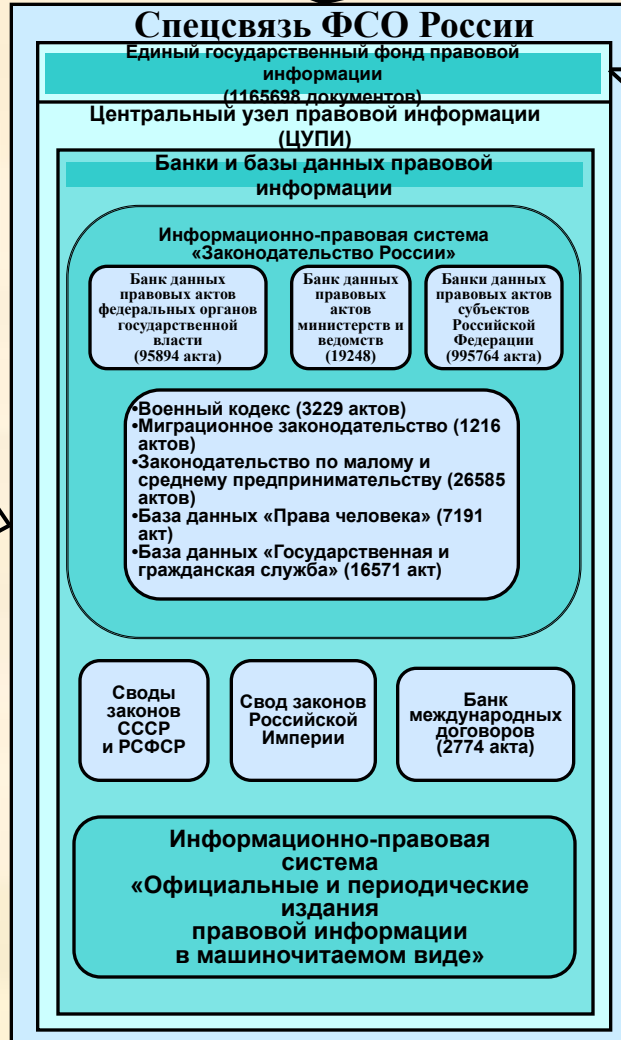 Спецсвязь ФСО России
Единый государственный фонд правовой
информации
(1165698 документов)
Центральный узел правовой информации
(ЦУПИ)
Банки и базы данных правовой
информации
Информационно-правовая система
«Законодательство России»
Банк данных
правовых актов
федеральных органов
государственной
власти
(95894 акта)
Банк данных
правовых
актов
министерств и
ведомств
(19248)
Банки данных
правовых актов
субъектов
Российской
Федерации
(995764 акта)
•Военный кодекс (3229 актов)
•Миграционное законодательство (1216
актов)
•Законодательство по малому и
среднему предпринимательству (26585
актов)
•База данных «Права человека» (7191
акт)
•База данных «Государственная и
гражданская служба» (16571 акт)
Своды
законов
СССР
и РСФСР
Свод законов
Российской
Империи
Банк
международных
договоров
(2774 акта)
Информационно-правовая
система
«Официальные и периодические
издания
правовой информации
в машиночитаемом виде»